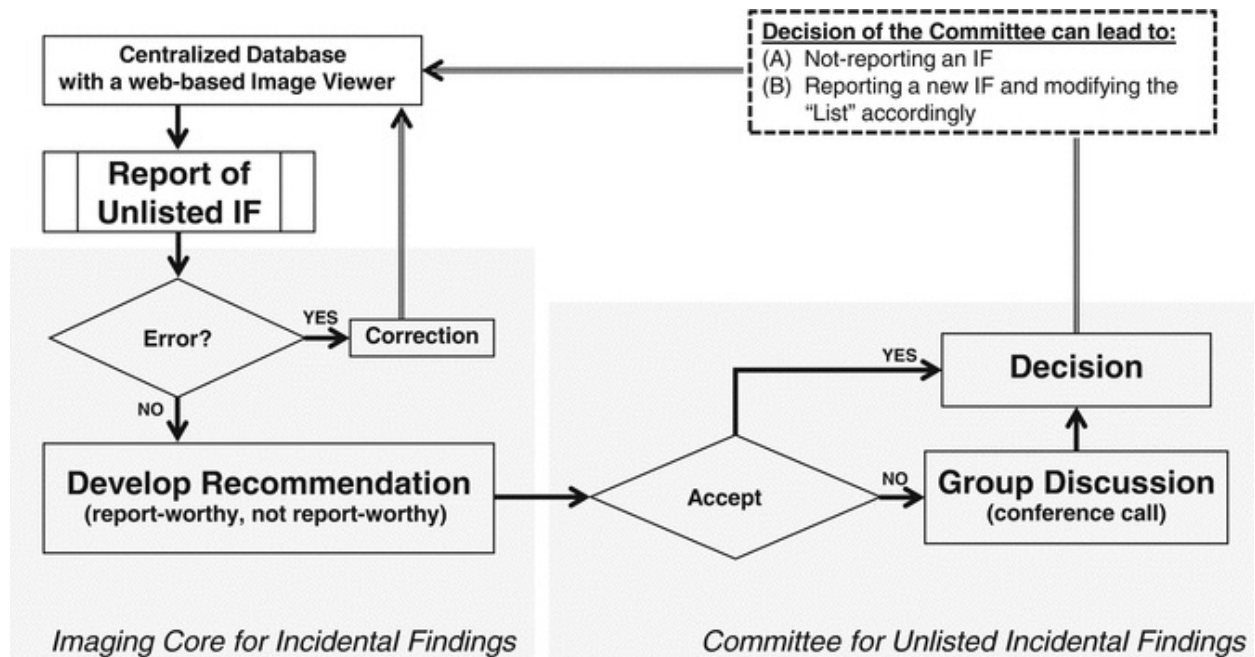 Centralized Database
with a web-based Image Viewer
Decision of the Committee can lead to:
(A) Not-reporting an IF
(B) Reporting a new IF and modifying the
“List” accordingly
Report of
Unlisted IF
Error?
YES
Correction
NO
Develop Recommendation
(report-worthy, not report-worthy)
Accept
YES
Decision
NO
Group Discussion
(conference call)
Imaging Core for Incidental Findings
Committee for Unlisted Incidental Findings